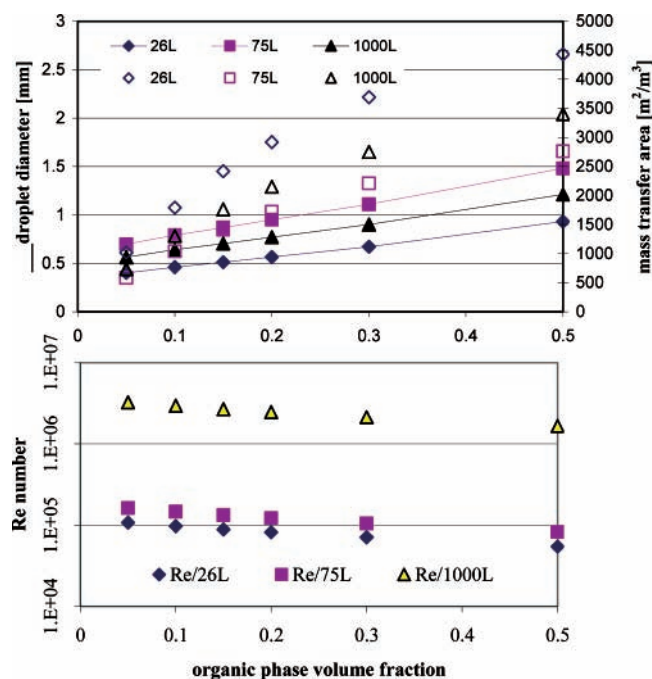 3
2.5
2
1.5
1
0.5
0
droplet diameter [mm]
26L 75L 1000L
26L 75L 1000L
5000
4500
4000
3500
3000
2500
2000
1500
1000
500
0
mass transfer area [m²/m³]
0 0.1 0.2 0.3 0.4 0.5
1.E+07
1.E+06
1.E+05
1.E+04
Re number
Re/26L Re/75L Re/1000L
0 0.1 0.2 0.3 0.4 0.5
organic phase volume fraction